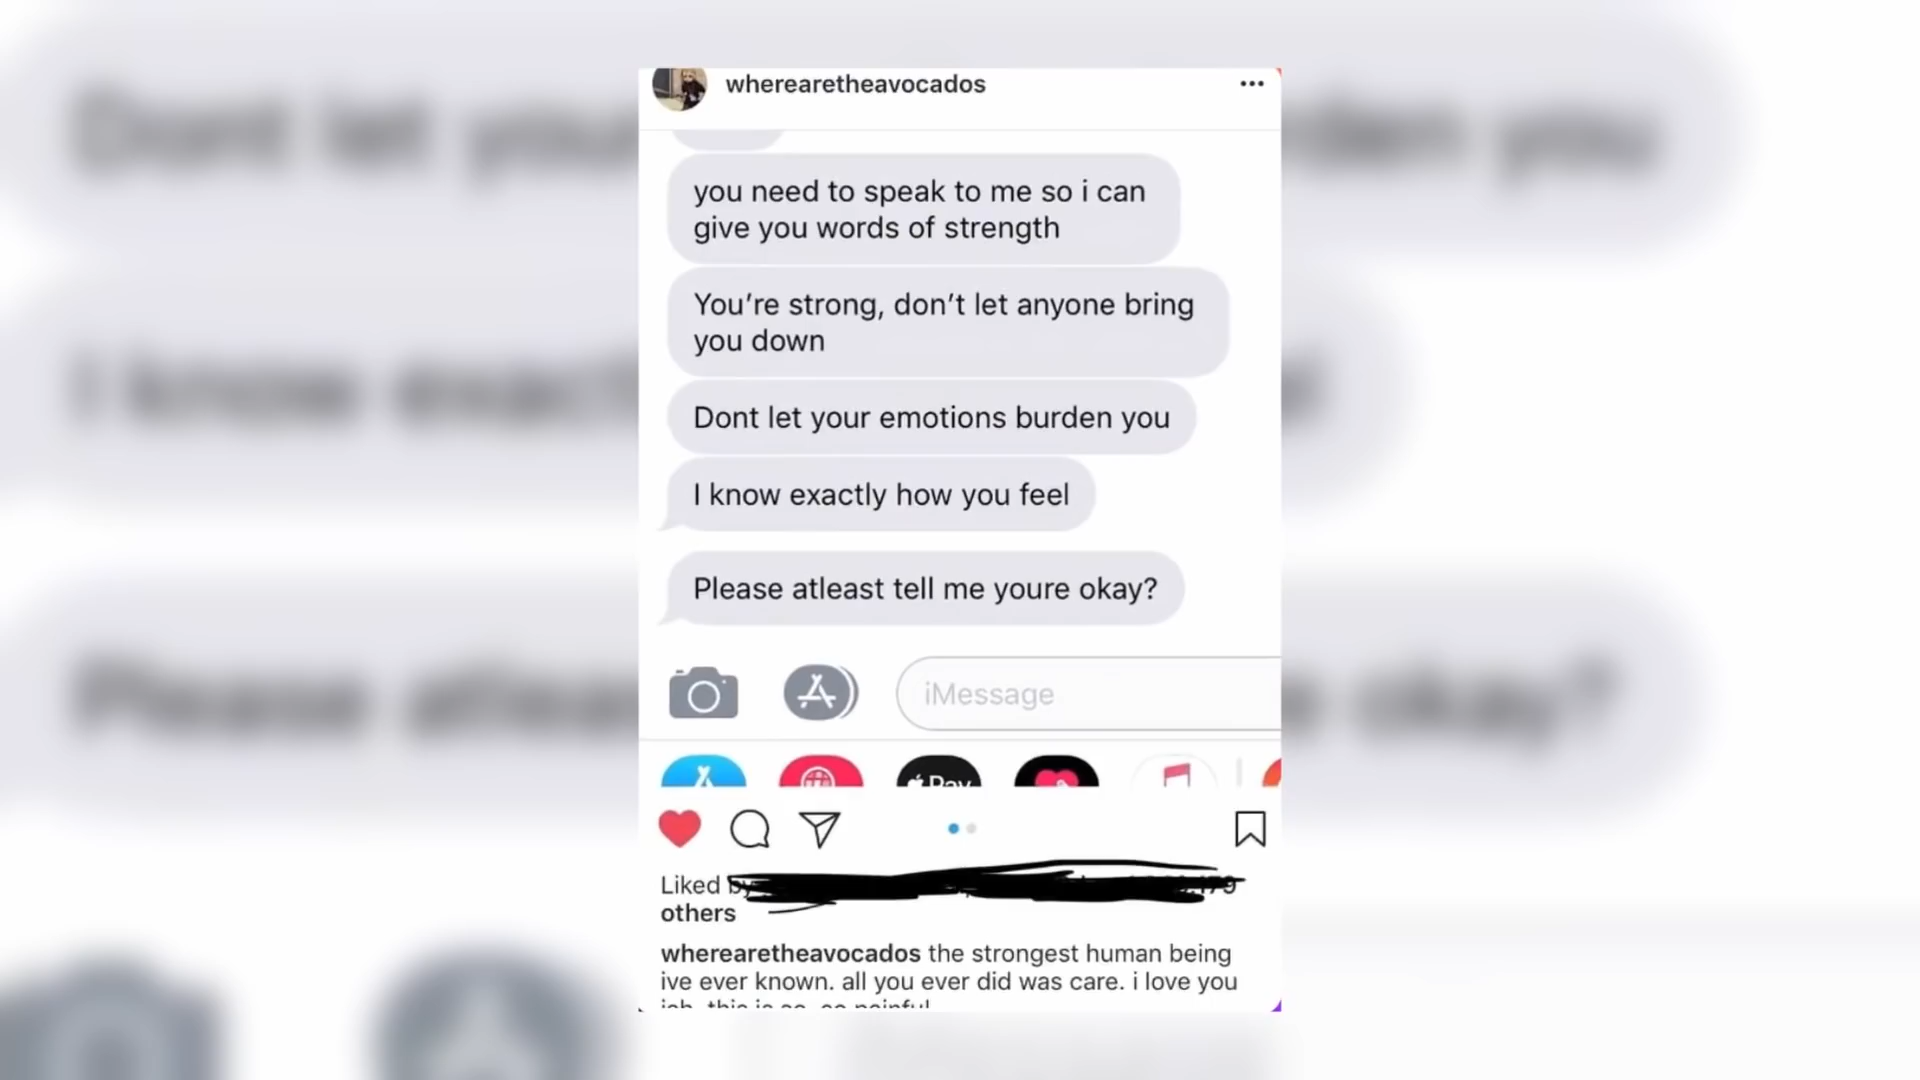 wherearetheavocados
you need to speak to me so i can
give you words of strength
You’re strong, don’t let anyone bring
you down
Dont let your emotions burden you
I know exactly how you feel
Please atleast tell me youre okay?
iMessage
Pay
Liked by
others
wherearetheavocados the strongest human being
ive ever known. all you ever did was care. i love you